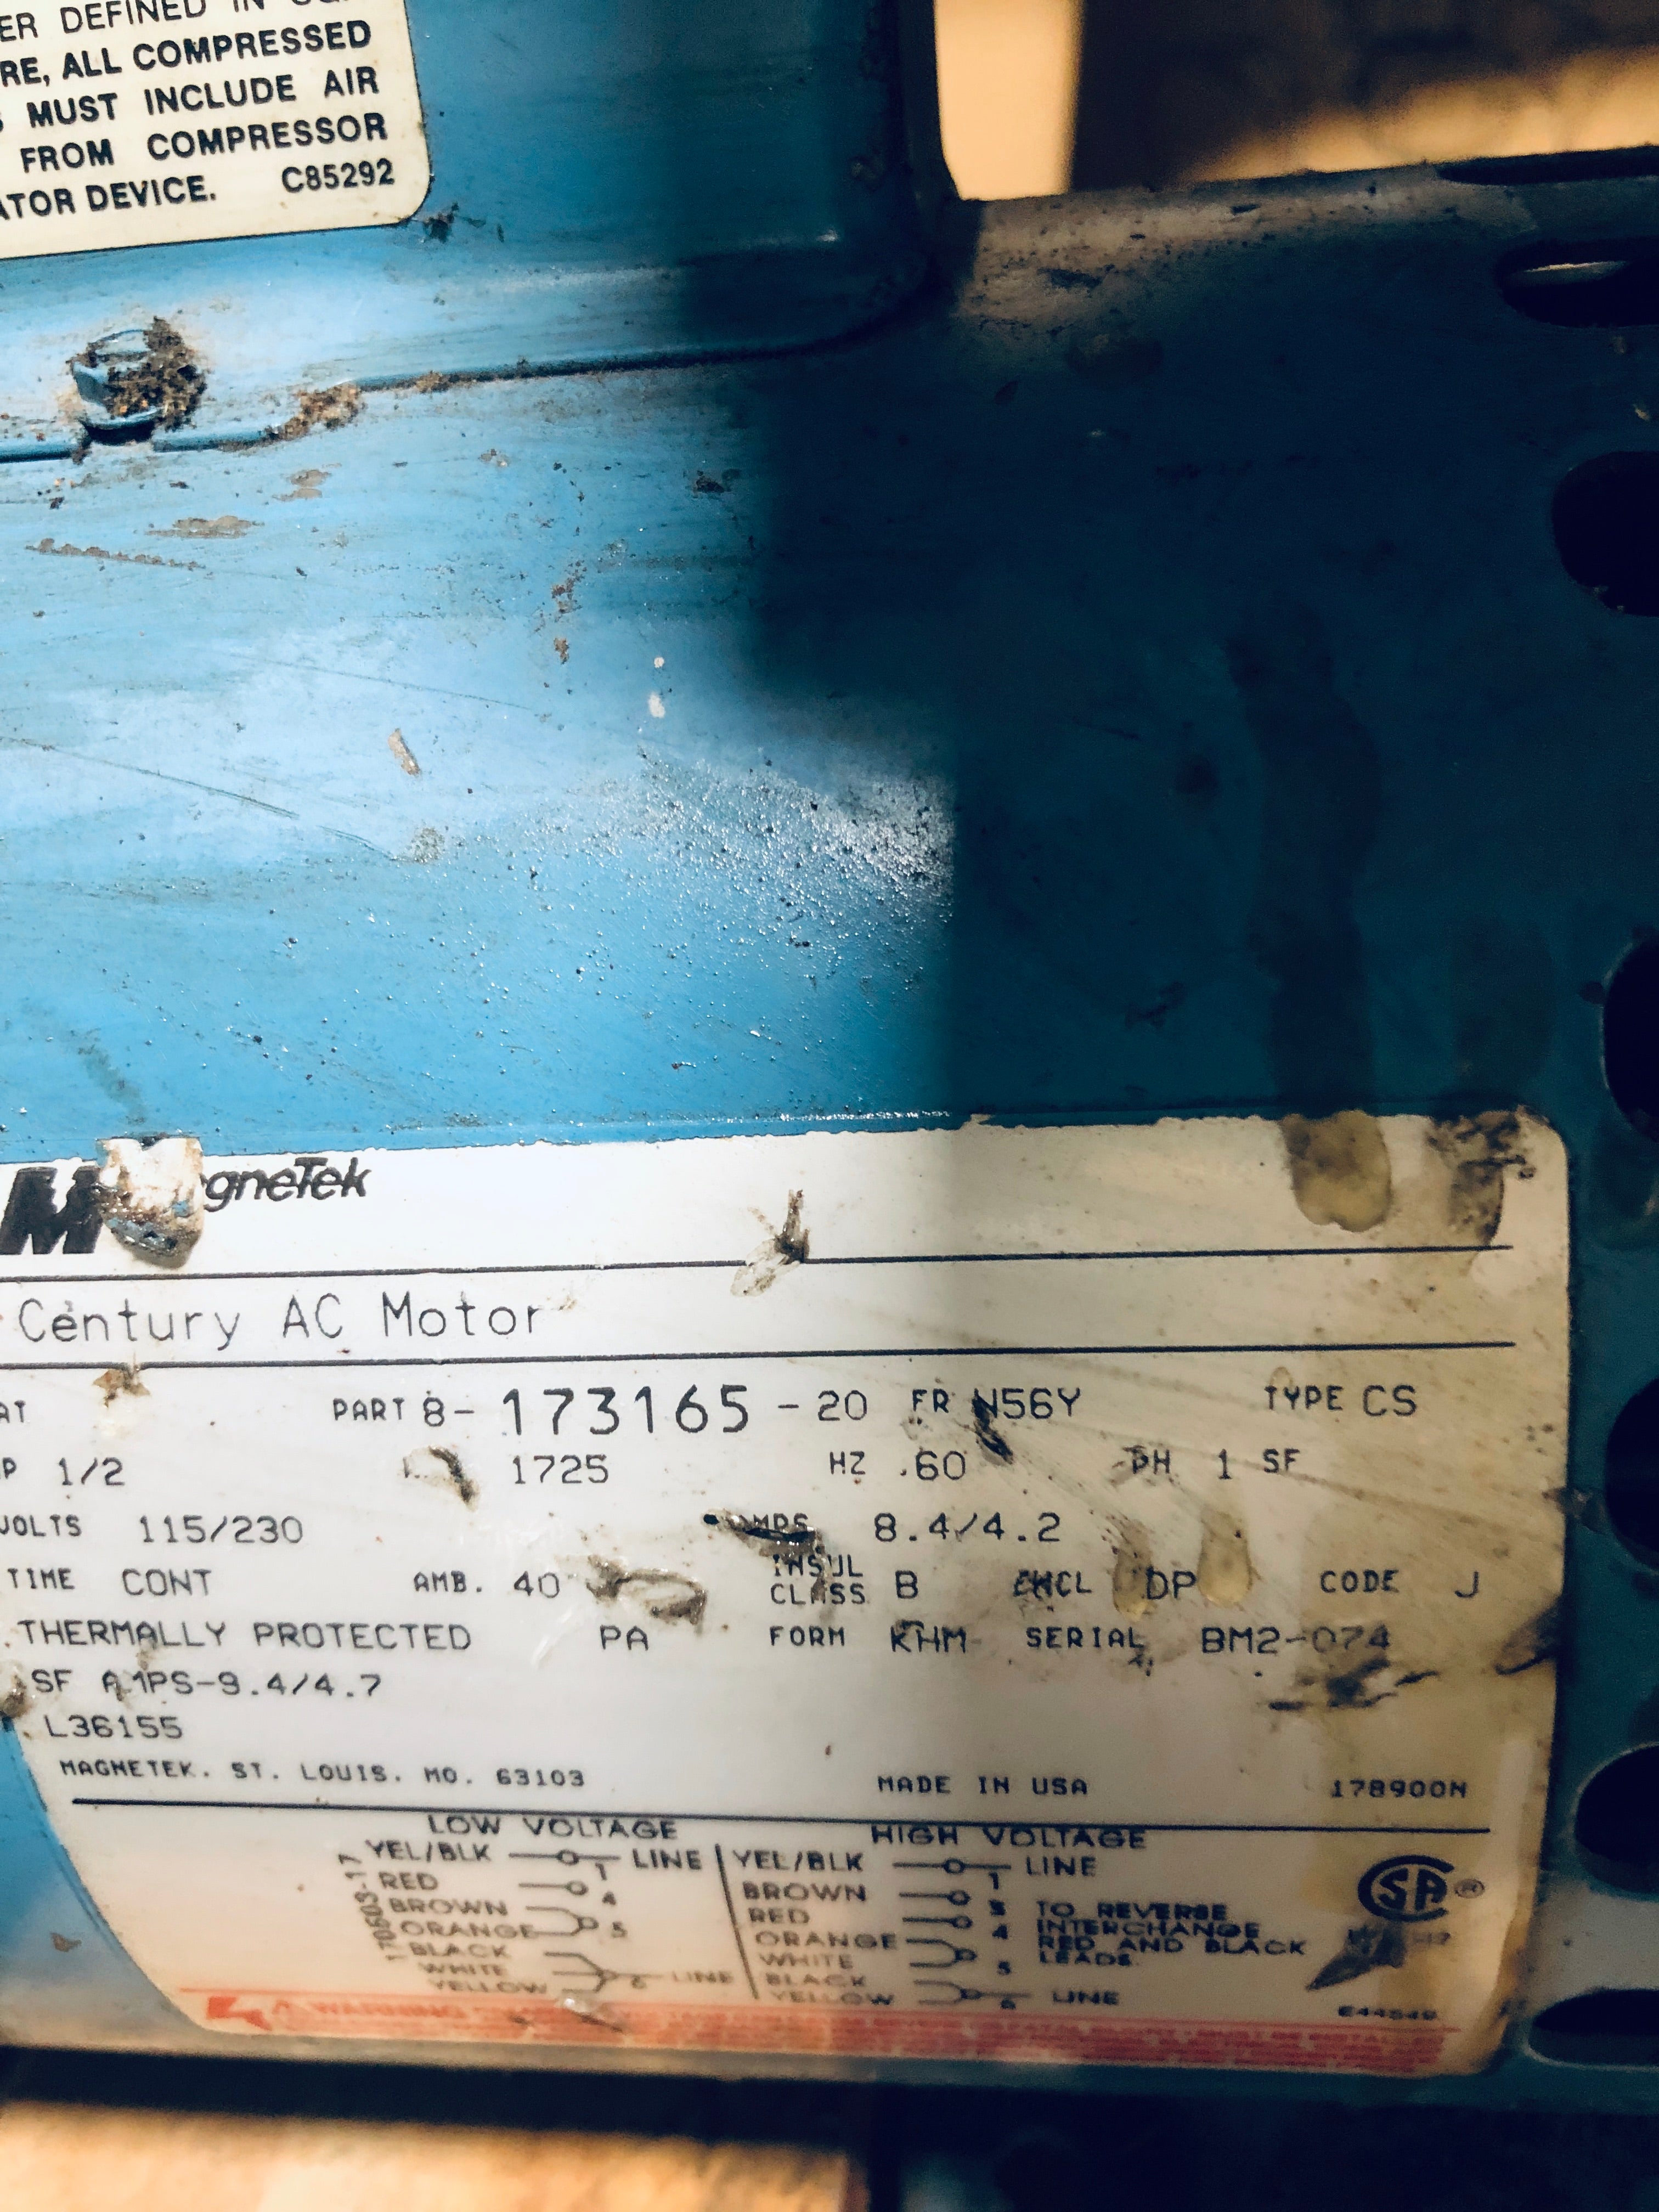 ER DEFINED IN
RE, ALL COMPRESSED
MUST INCLUDE AIR
FROM COMPRESSOR
ATOR DEVICE. C85292
M gneTek
Century AC Motor
AT PART 8-173165-20 FR N56Y TYPE CS
P 1/2 1725 HZ 60 PH 1 SF
VOLTS 115/230 MPS 8.4/4.2
TIME CONT AMB. 40 INSUL CLASS B ENCL DP CODE J
THERMALLY PROTECTED PA FORM KHM SERIAL BM2-074
SF AMPS-9.4/4.7
L36155
MAGNETEK. ST. LOUIS. MO. 63103 MADE IN USA 178900N
LOW VOLTAGE
YEL/BLK 1 LINE
RED 4
BROWN
ORANGE 5
BLACK
WHITE
YELLOW 6 LINE
HIGH VOLTAGE
YEL/BLK 1 LINE
BROWN 3
RED 4
ORANGE
WHITE 5
BLACK
YELLOW 6 LINE
TO REVERSE
INTERCHANGE
RED AND BLACK
LEADS.
SA ®
E44549
WARNING